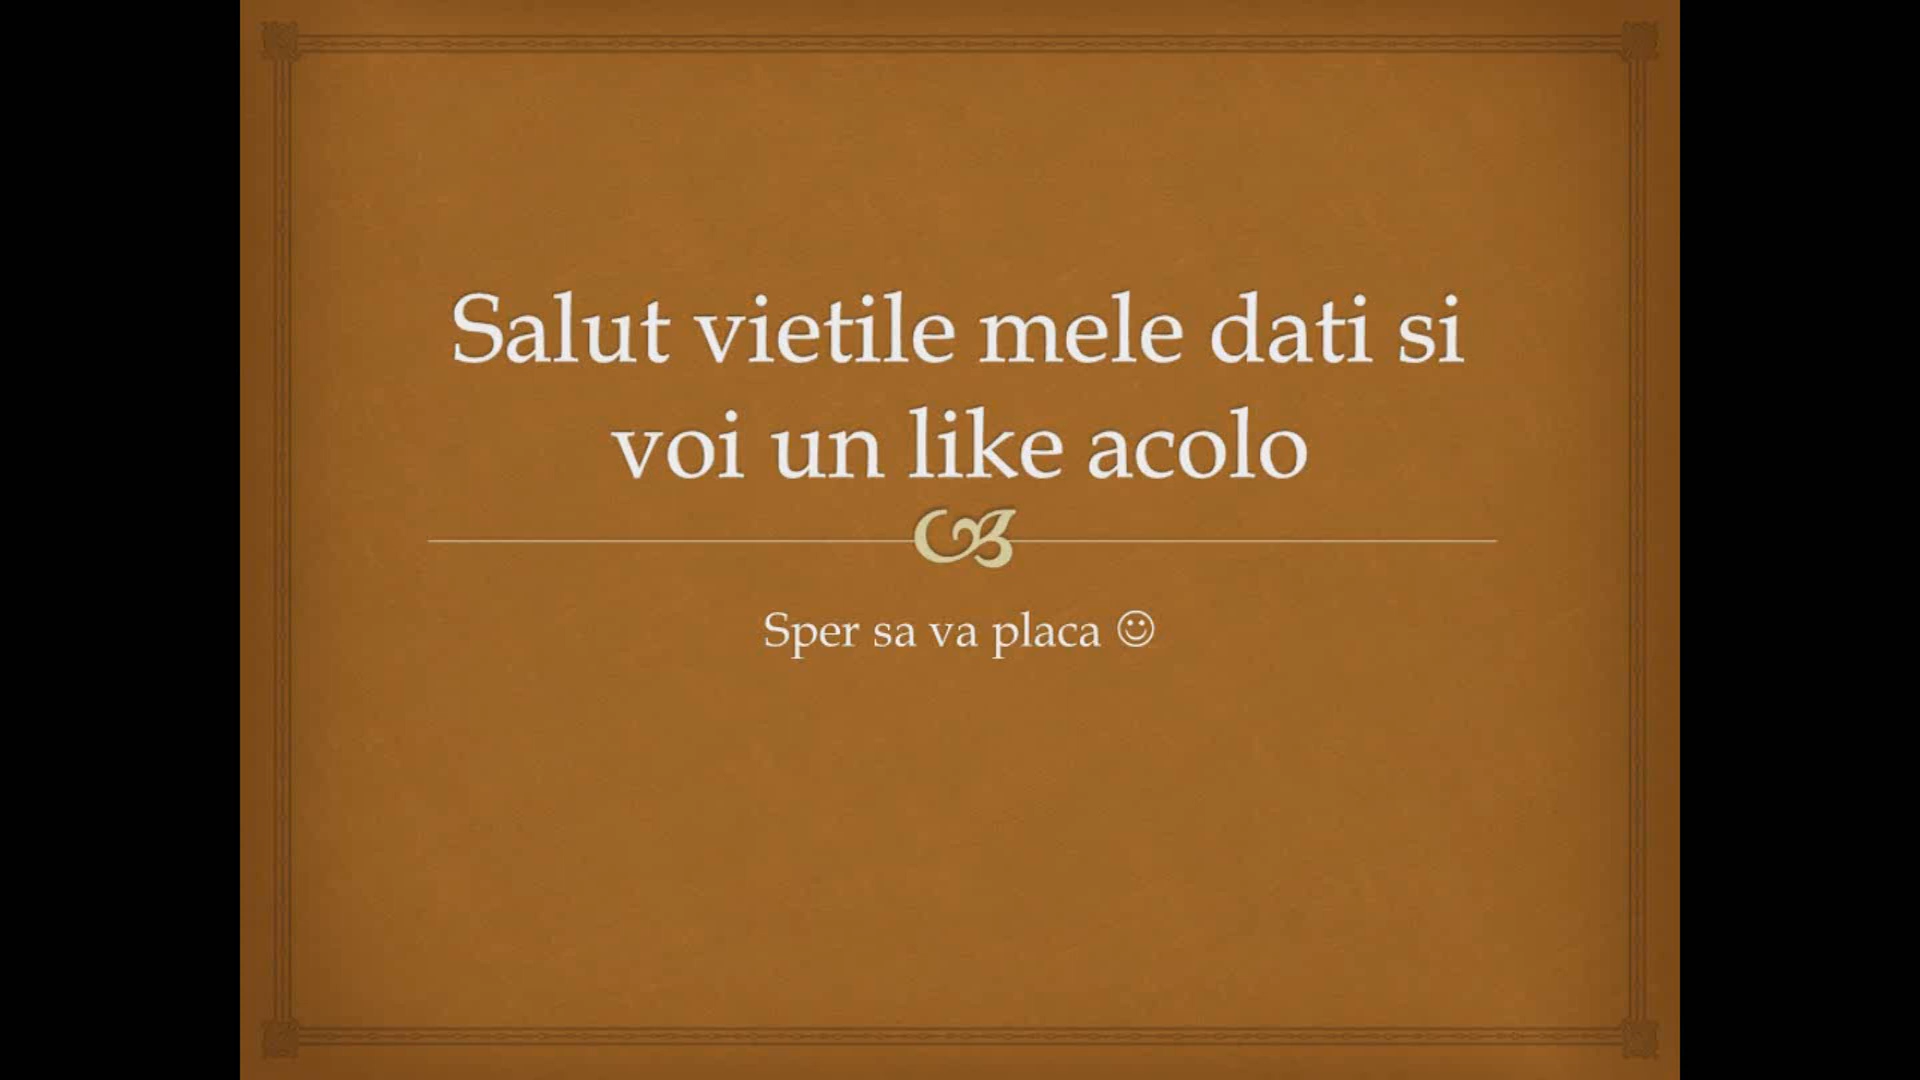 Salut vietile mele dati si
voi un like acolo
Sper sa va placa ☺